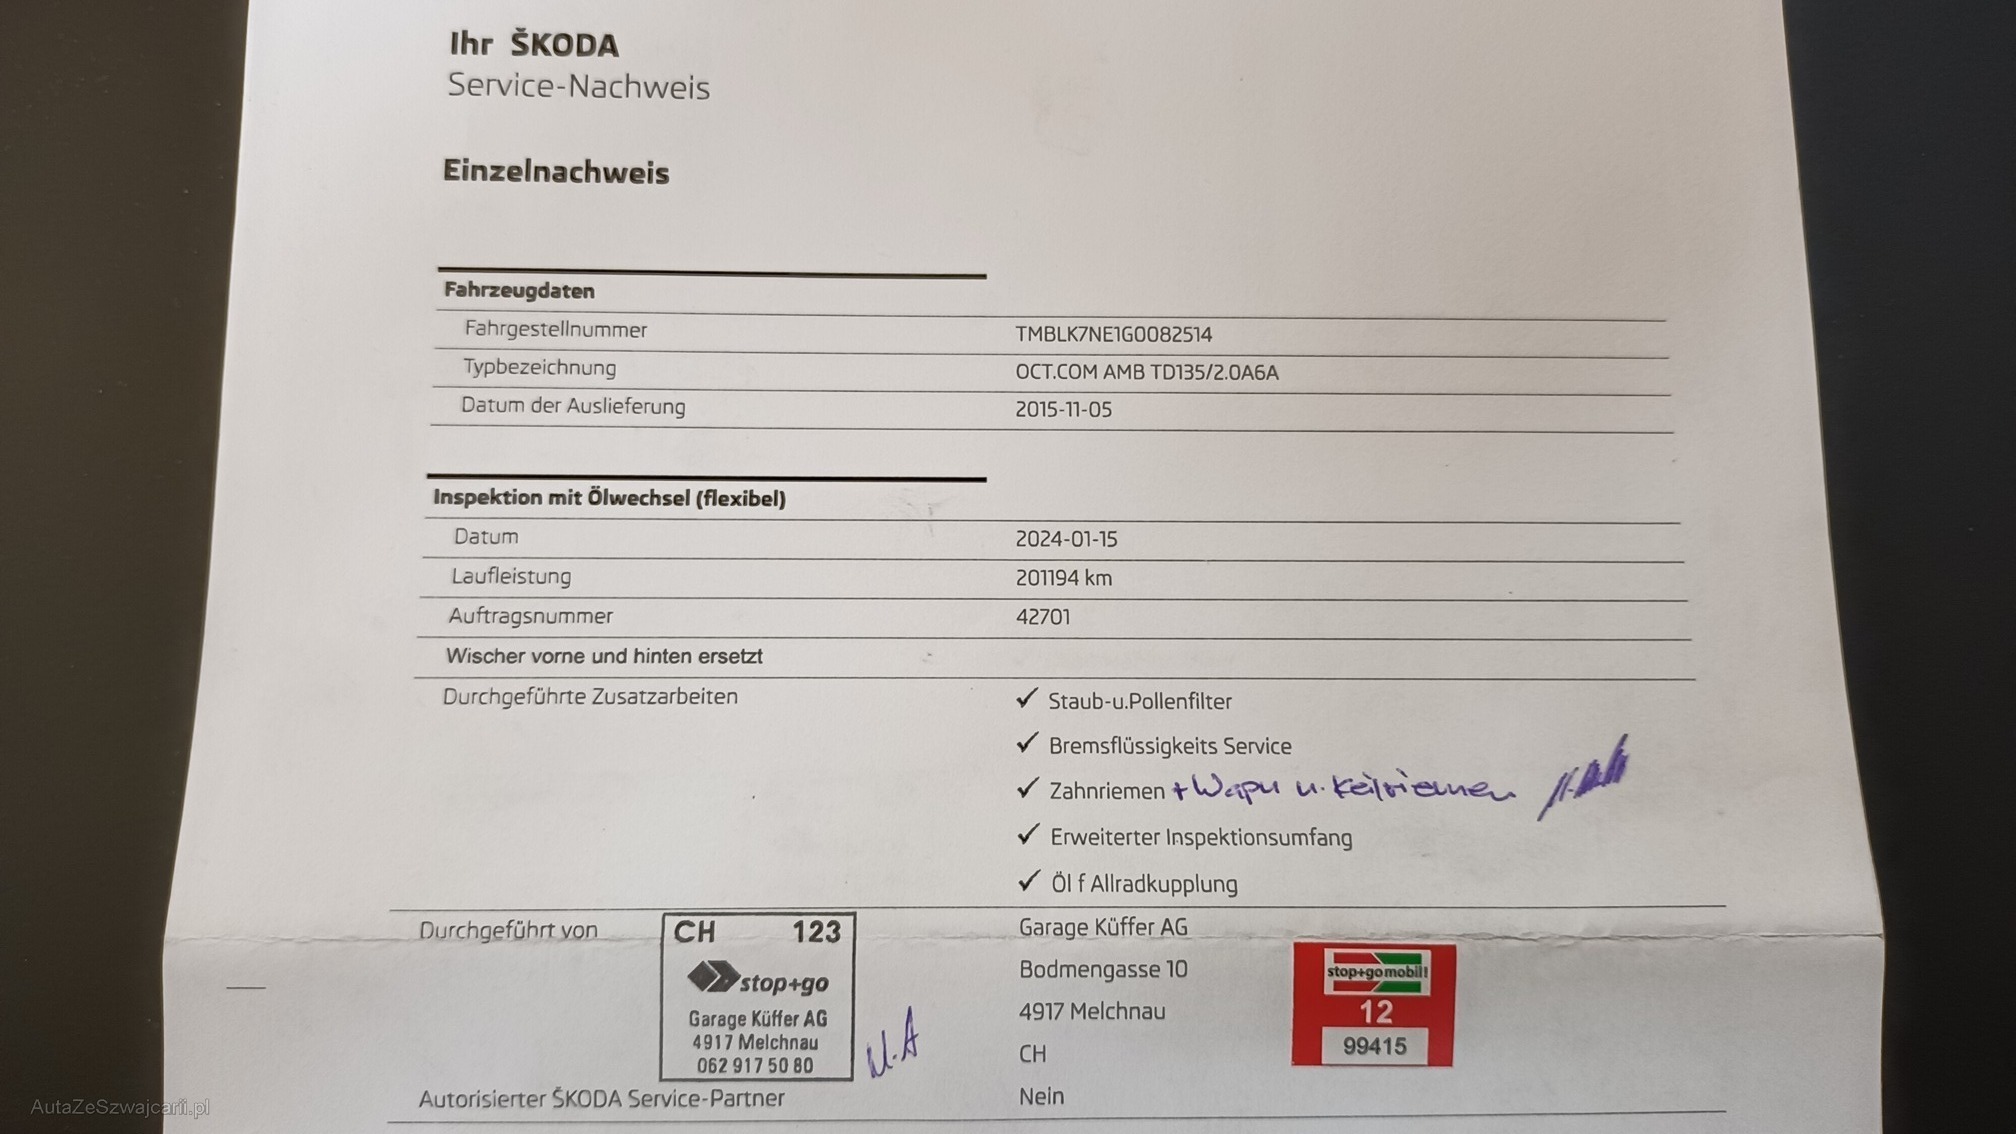 Ihr ŠKODA
Service-Nachweis
Einzelnachweis
Fahrzeugdaten
Fahrgestellnummer TMBLK7NE1G0082514
Typbezeichnung OCT.COM AMB TD135/2.0A6A
Datum der Auslieferung 2015-11-05
Inspektion mit Ölwechsel (flexibel)
Datum 2024-01-15
Laufleistung 201194 km
Auftragsnummer 42701
Wischer vorne und hinten ersetzt
Durchgeführte Zusatzarbeiten ✓ Staub-u.Pollenfilter
✓ Bremsflüssigkeits Service
✓ Zahnriemen + Wapu u. Keilriemen
✓ Erweiterter Inspektionsumfang
✓ Öl f Allradkupplung
Durchgeführt von
CH 123
stop+go
Garage Küffer AG
4917 Melchnau
062 917 50 80
Garage Küffer AG
Bodmengasse 10
4917 Melchnau
CH
stop+go mobil!
12
99415
Autorisierter ŠKODA Service-Partner Nein
AutaZeSzwajcarii.pl